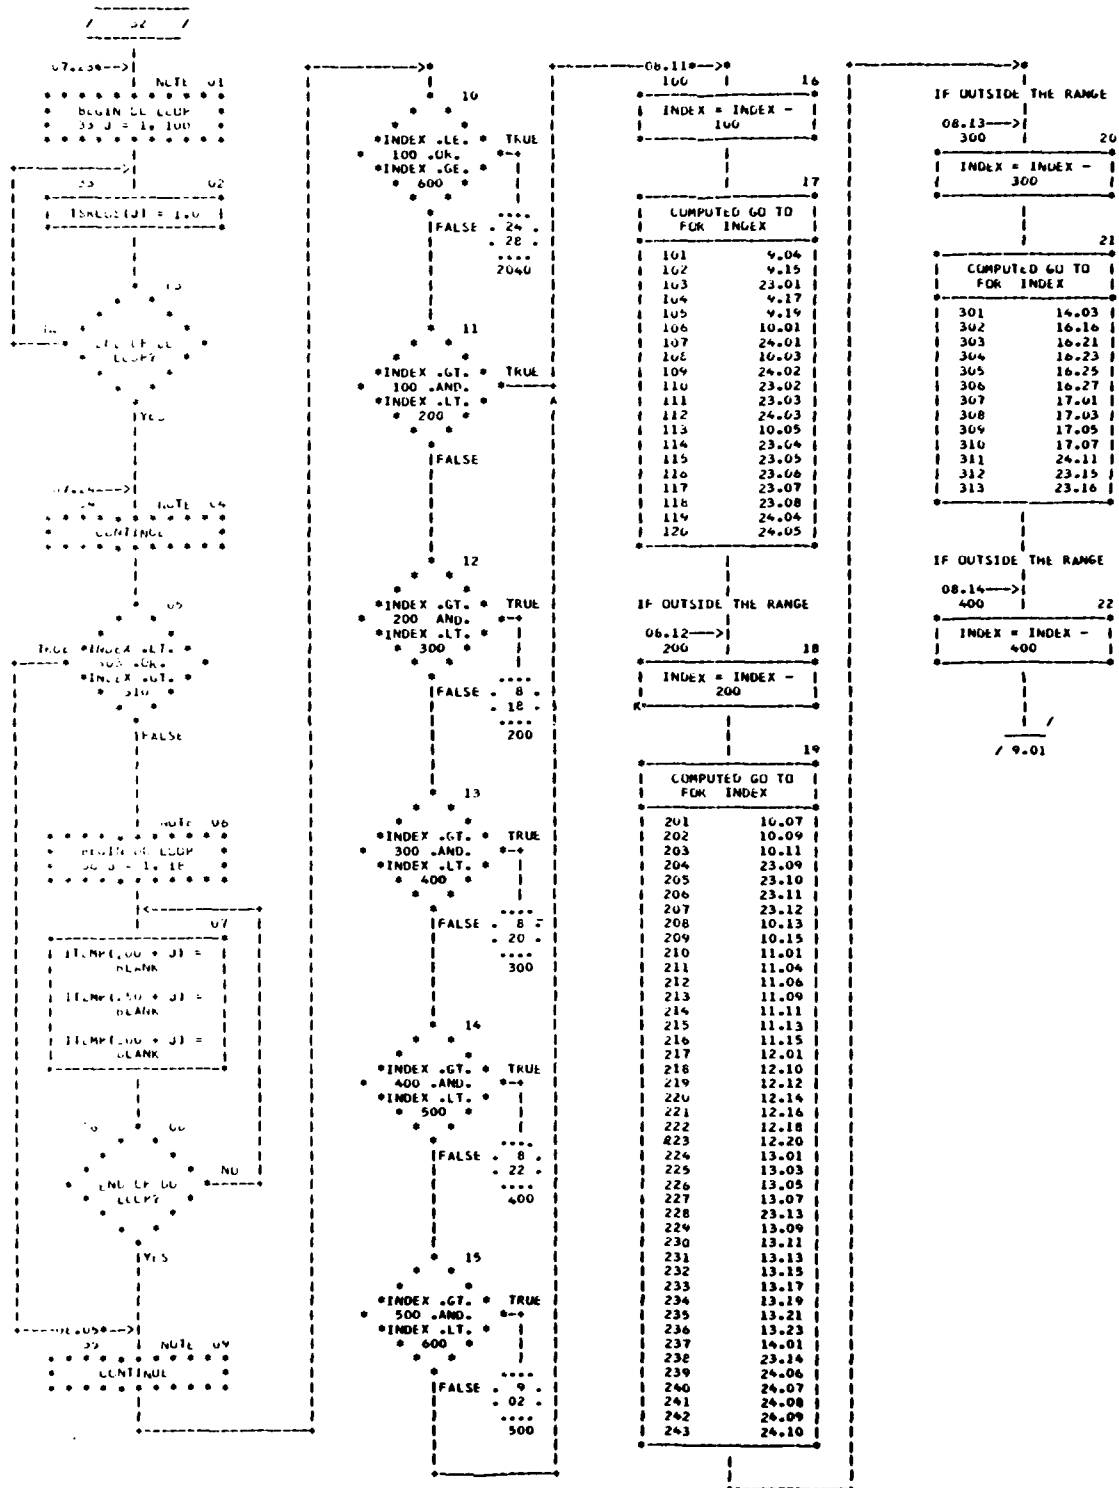 / 32 /
NOTE 01
BEGIN DO LOOP
33 J = 1, 100
33 02
= 1.0
NO
LOOP?
YES
NOTE 04
CONTINUE
05
TRUE *INDEX .LT. *
*INDEX .GT. *
310
FALSE
NOTE 06
BEGIN DO LOOP
07
BLANK
BLANK
BLANK
END OF DO NO
LOOP?
YES
NOTE 09
CONTINUE
10
*INDEX .LE. TRUE
100 .OR.
*INDEX .GE.
600
FALSE . 24 .
. 28 .
2040
11
*INDEX .GT. * TRUE
100 .AND.
*INDEX .LT. *
200
FALSE
12
*INDEX .GT. * TRUE
200 AND.
*INDEX .LT. *
300
FALSE . 8 .
. 18 .
200
13
*INDEX .GT. * TRUE
300 .AND.
*INDEX .LT. *
400
FALSE . 8
. 20 .
300
14
*INDEX .GT. * TRUE
400 .AND.
*INDEX .LT. *
500
FALSE . 8 .
. 22 .
400
15
*INDEX .GT. * TRUE
500 .AND.
*INDEX .LT. *
600
FALSE . 9 .
. 02 .
500
08.11*-->
100 16
INDEX = INDEX -
100
17
COMPUTED GO TO
FOR INDEX
101 9.04
102 9.15
103 23.01
104 9.17
105 9.19
106 10.01
107 24.01
108 10.03
109 24.02
110 23.02
111 23.03
112 24.03
113 10.05
114 23.04
115 23.05
116 23.06
117 23.07
118 23.08
119 24.04
120 24.05
IF OUTSIDE THE RANGE
200 18
INDEX = INDEX -
200
19
COMPUTED GO TO
FOR INDEX
201 10.07
202 10.09
203 10.11
204 23.09
205 23.10
206 23.11
207 23.12
208 10.13
209 10.15
210 11.01
211 11.04
212 11.06
213 11.09
214 11.11
215 11.13
216 11.15
217 12.01
218 12.10
219 12.12
220 12.14
221 12.16
222 12.18
223 12.20
224 13.01
225 13.03
226 13.05
227 13.07
228 23.13
229 13.09
230 13.11
231 13.13
232 13.15
233 13.17
234 13.19
235 13.21
236 13.23
237 14.01
238 23.14
239 24.06
240 24.07
241 24.08
242 24.09
243 24.10
IF OUTSIDE THE RANGE
08.13--->
300 20
INDEX = INDEX -
300
21
COMPUTED GO TO
FOR INDEX
301 14.03
302 16.16
303 16.21
304 16.23
305 16.25
306 16.27
307 17.01
308 17.03
309 17.05
310 17.07
311 24.11
312 23.15
313 23.16
IF OUTSIDE THE RANGE
08.14--->
400 22
INDEX = INDEX -
400
/ 9.01